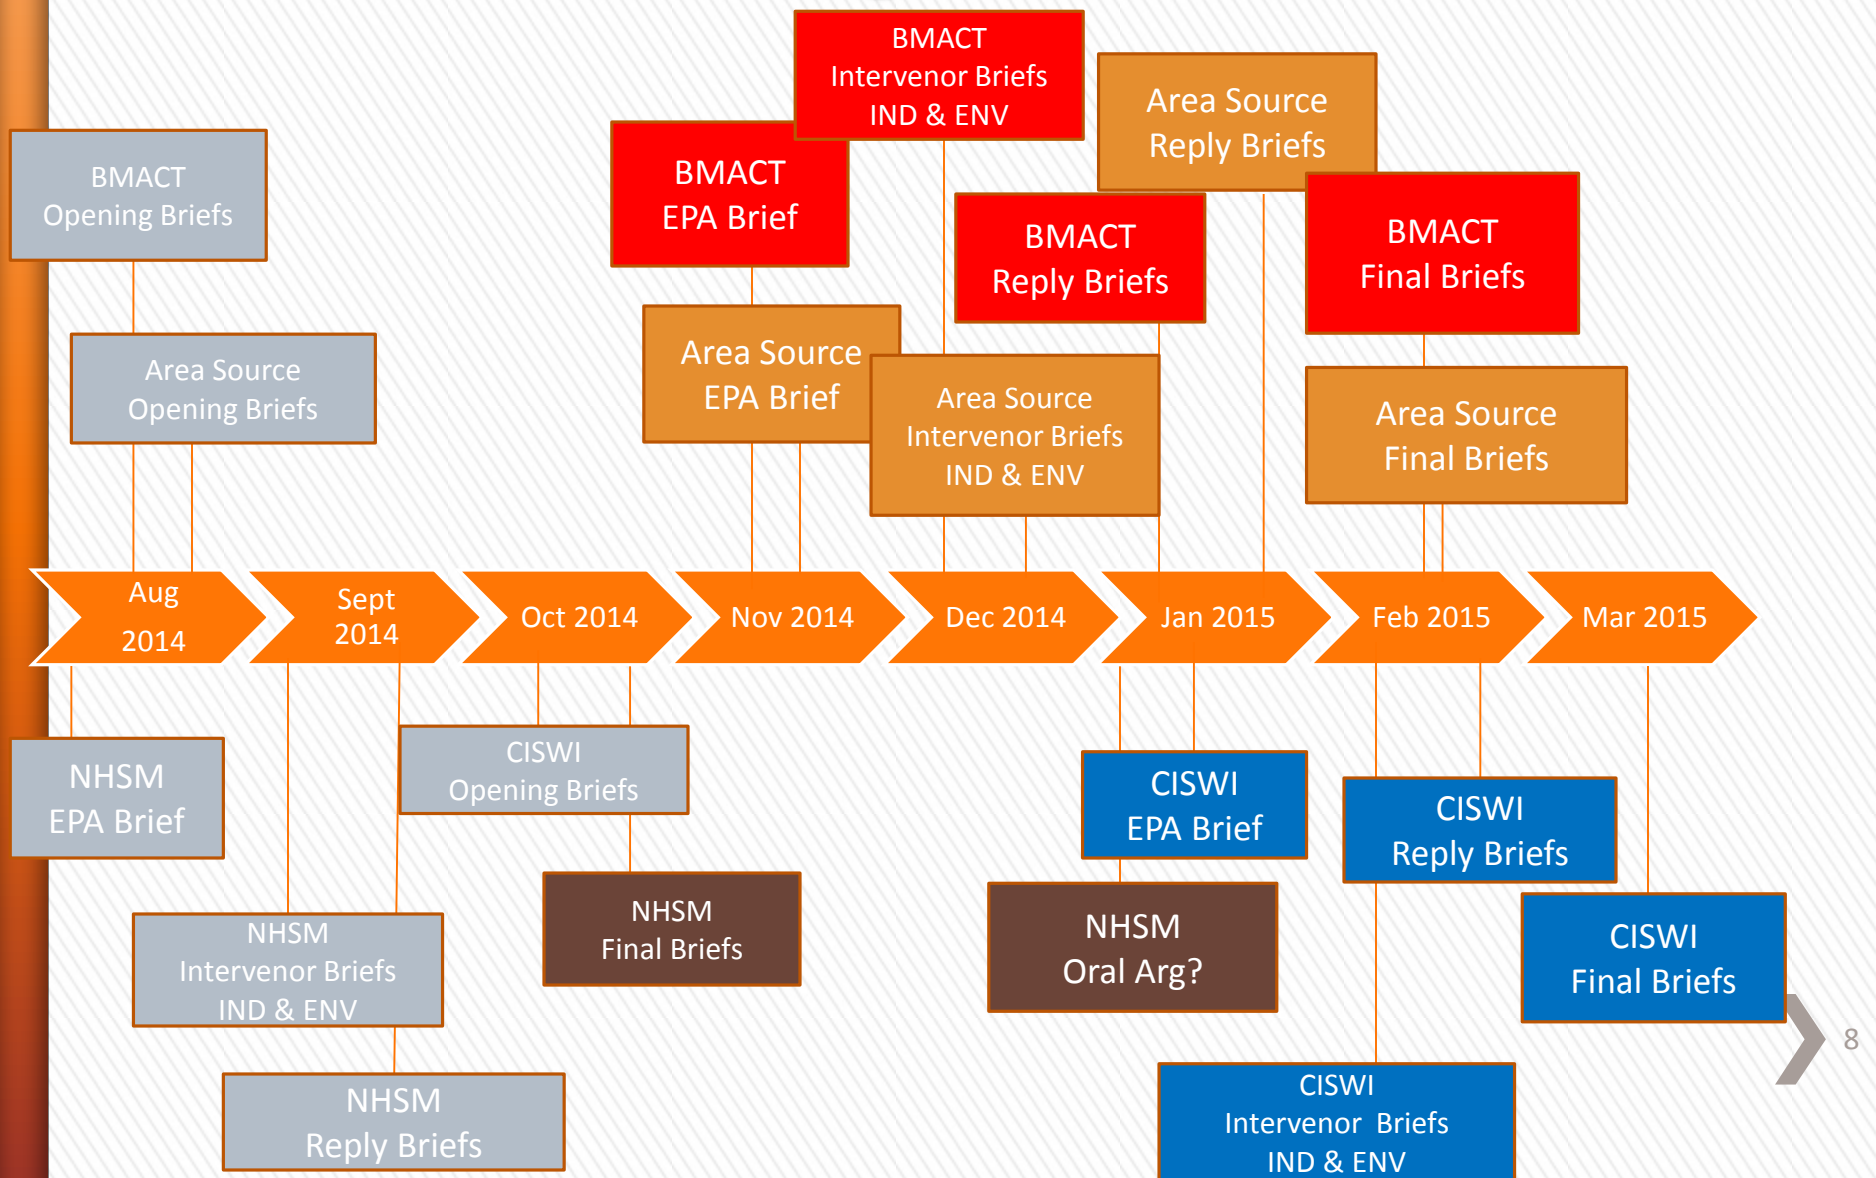 BMACT
Intervenor Briefs
IND & ENV
Area Source
Reply Briefs
BMACT
Opening Briefs
BMACT
EPA Brief
BMACT
Reply Briefs
BMACT
Final Briefs
Area Source
Opening Briefs
Area Source
EPA Brief
Area Source
Intervenor Briefs
IND & ENV
Area Source
Final Briefs
Aug
2014
Sept
2014
Oct 2014
Nov 2014
Dec 2014
Jan 2015
Feb 2015
Mar 2015
NHSM
EPA Brief
CISWI
Opening Briefs
CISWI
EPA Brief
CISWI
Reply Briefs
NHSM
Intervenor Briefs
IND & ENV
NHSM
Final Briefs
NHSM
Oral Arg?
CISWI
Final Briefs
8
NHSM
Reply Briefs
CISWI
Intervenor Briefs
IND & ENV